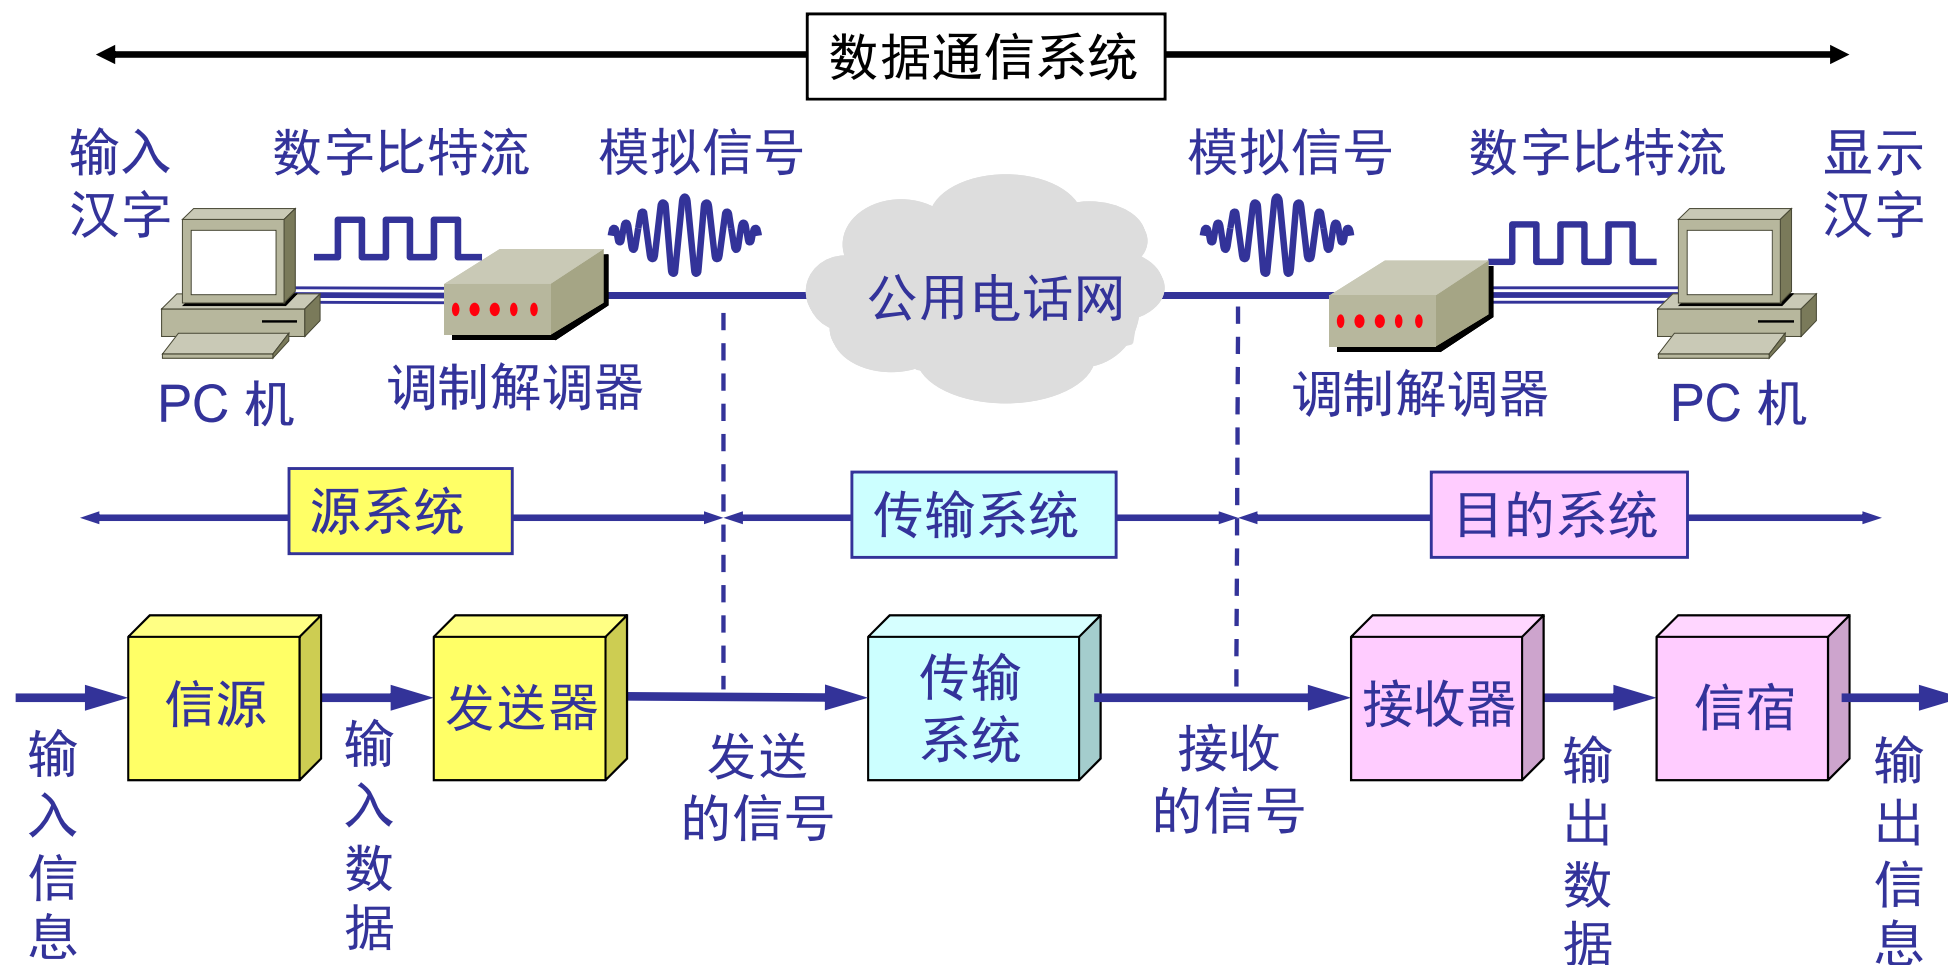 数据通信系统
输入
汉字
数字比特流
模拟信号
模拟信号
数字比特流
显示
汉字
公用电话网
PC 机
调制解调器
调制解调器
PC 机
源系统
传输系统
目的系统
信源
发送器
传输
系统
接收器
信宿
输
入
信
息
输
入
数
据
发送
的信号
接收
的信号
输
出
数
据
输
出
信
息